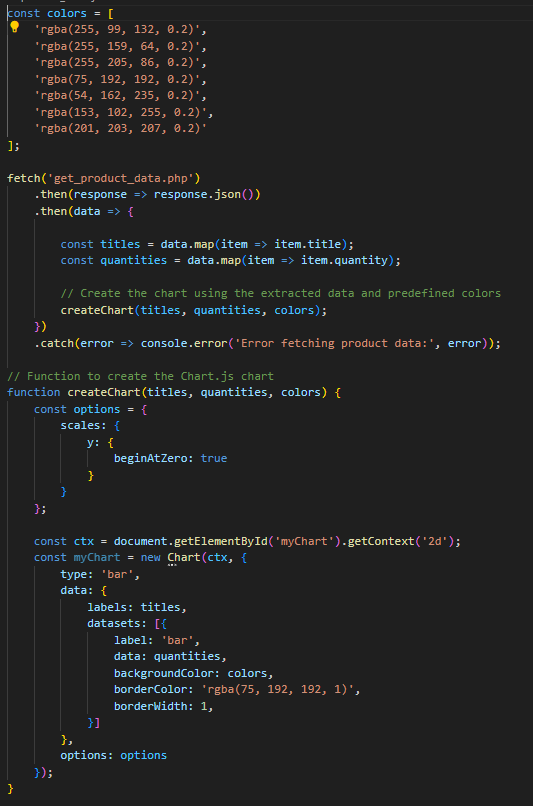 const colors = [
    'rgba(255, 99, 132, 0.2)',
    'rgba(255, 159, 64, 0.2)',
    'rgba(255, 205, 86, 0.2)',
    'rgba(75, 192, 192, 0.2)',
    'rgba(54, 162, 235, 0.2)',
    'rgba(153, 102, 255, 0.2)',
    'rgba(201, 203, 207, 0.2)'
];
fetch('get_product_data.php')
    .then(response => response.json())
    .then(data => {
        const titles = data.map(item => item.title);
        const quantities = data.map(item => item.quantity);
        // Create the chart using the extracted data and predefined colors
        createChart(titles, quantities, colors);
    })
    .catch(error => console.error('Error fetching product data:', error));
// Function to create the Chart.js chart
function createChart(titles, quantities, colors) {
    const options = {
        scales: {
            y: {
                beginAtZero: true
            }
        }
    };
    const ctx = document.getElementById('myChart').getContext('2d');
    const myChart = new Chart(ctx, {
        type: 'bar',
        data: {
            labels: titles,
            datasets: [{
                label: 'bar',
                data: quantities,
                backgroundColor: colors,
                borderColor: 'rgba(75, 192, 192, 1)',
                borderWidth: 1,
            }]
        },
        options: options
    });
}